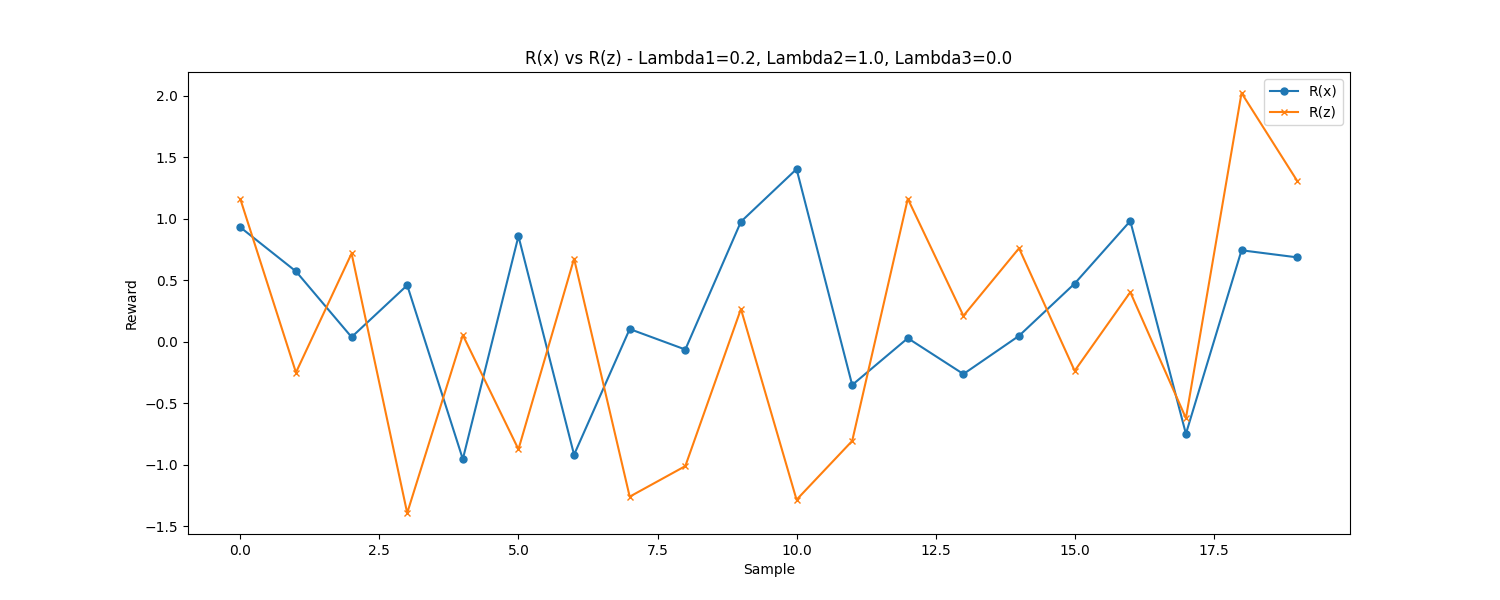 R(x) vs R(z) - Lambda1=0.2, Lambda2=1.0, Lambda3=0.0
R(x)
R(z)
Reward
2.0
1.5
1.0
0.5
0.0
−0.5
−1.0
−1.5
0.0 2.5 5.0 7.5 10.0 12.5 15.0 17.5
Sample